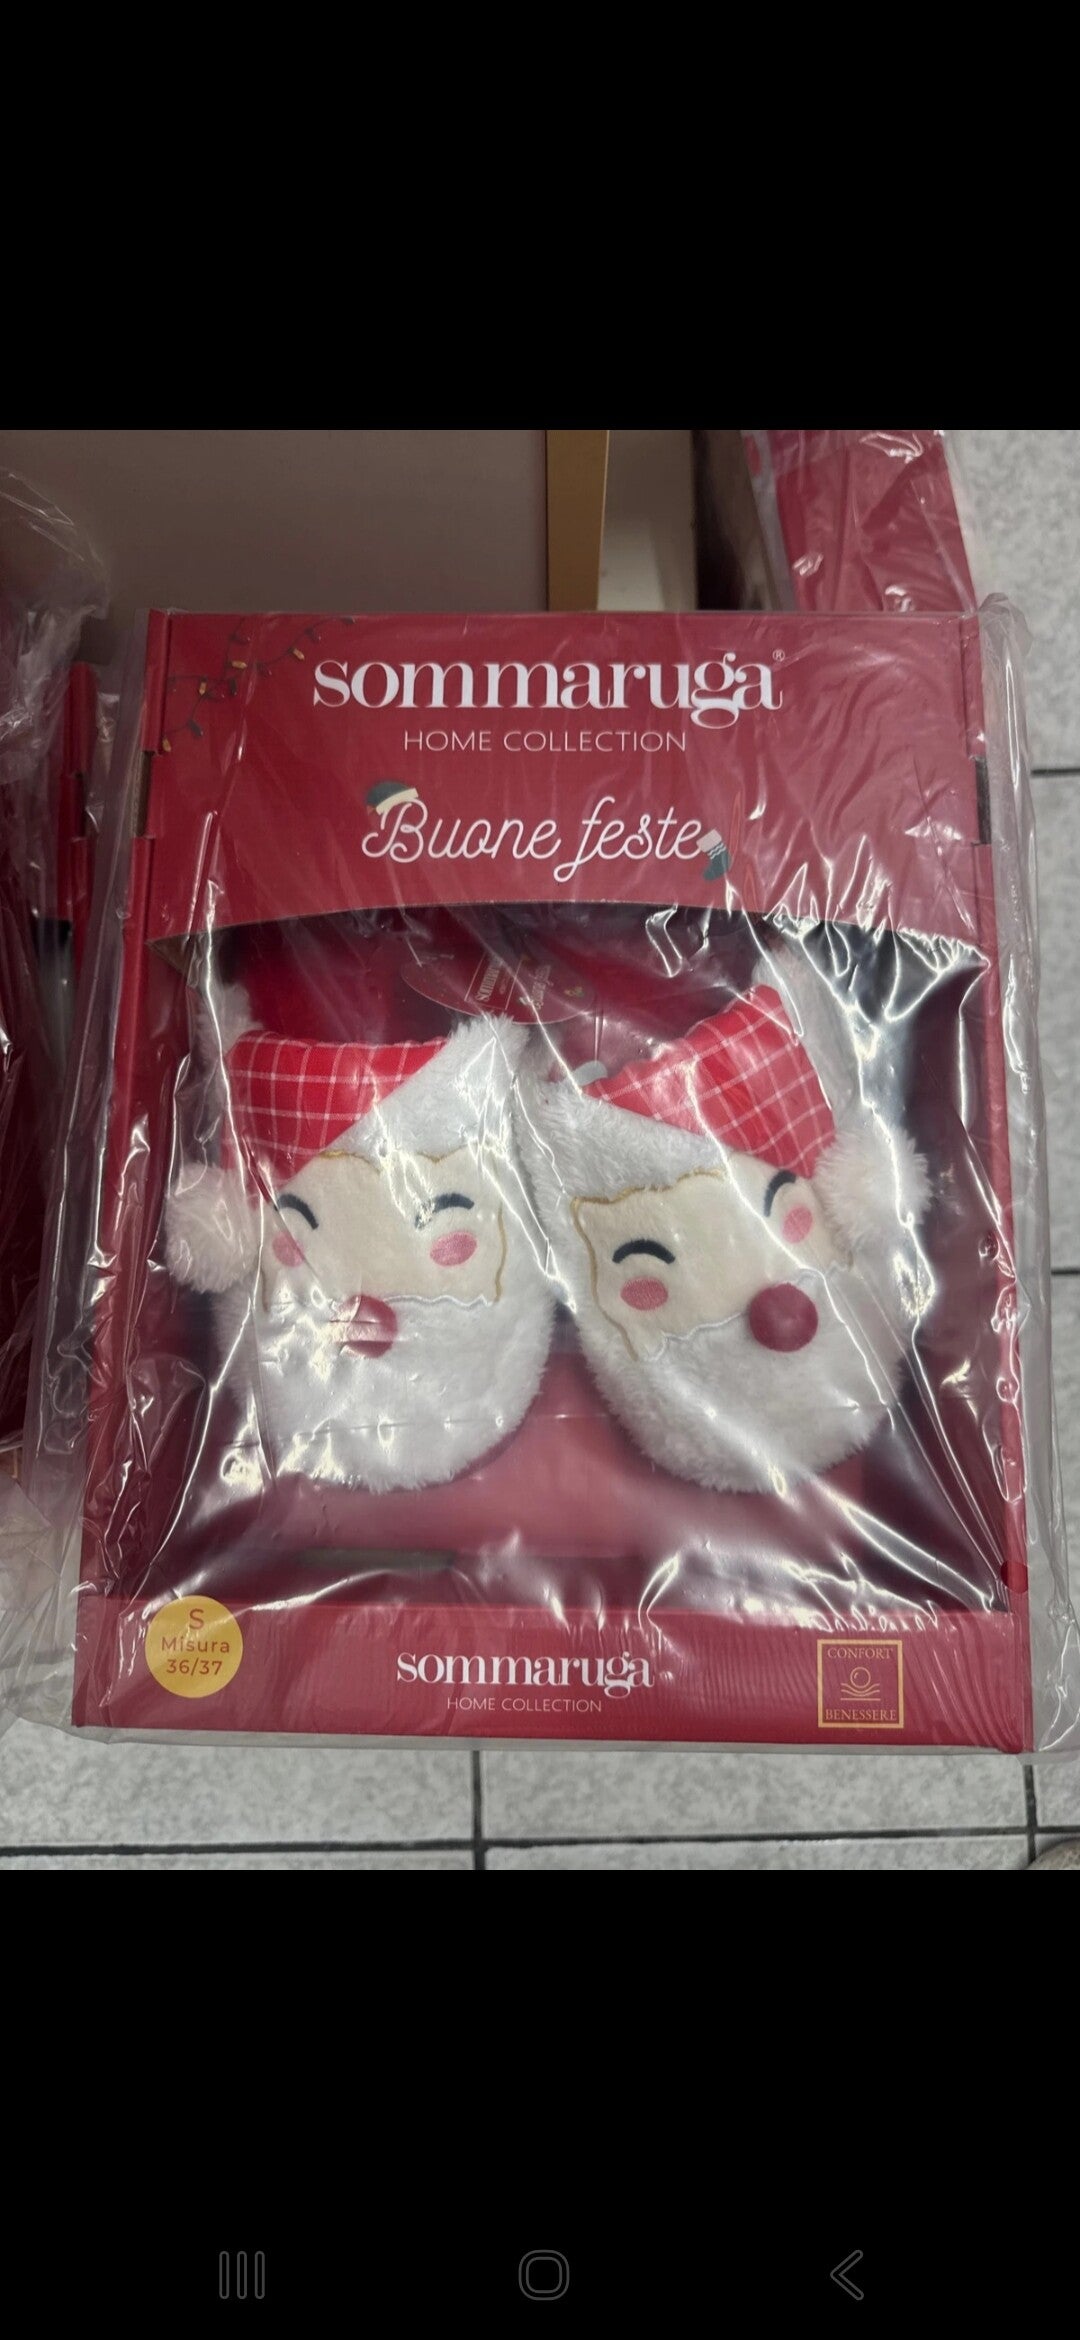 sommaruga®
HOME COLLECTION
Buone feste
S
Misura
36/37
sommaruga
HOME COLLECTION
CONFORT
BENESSERE